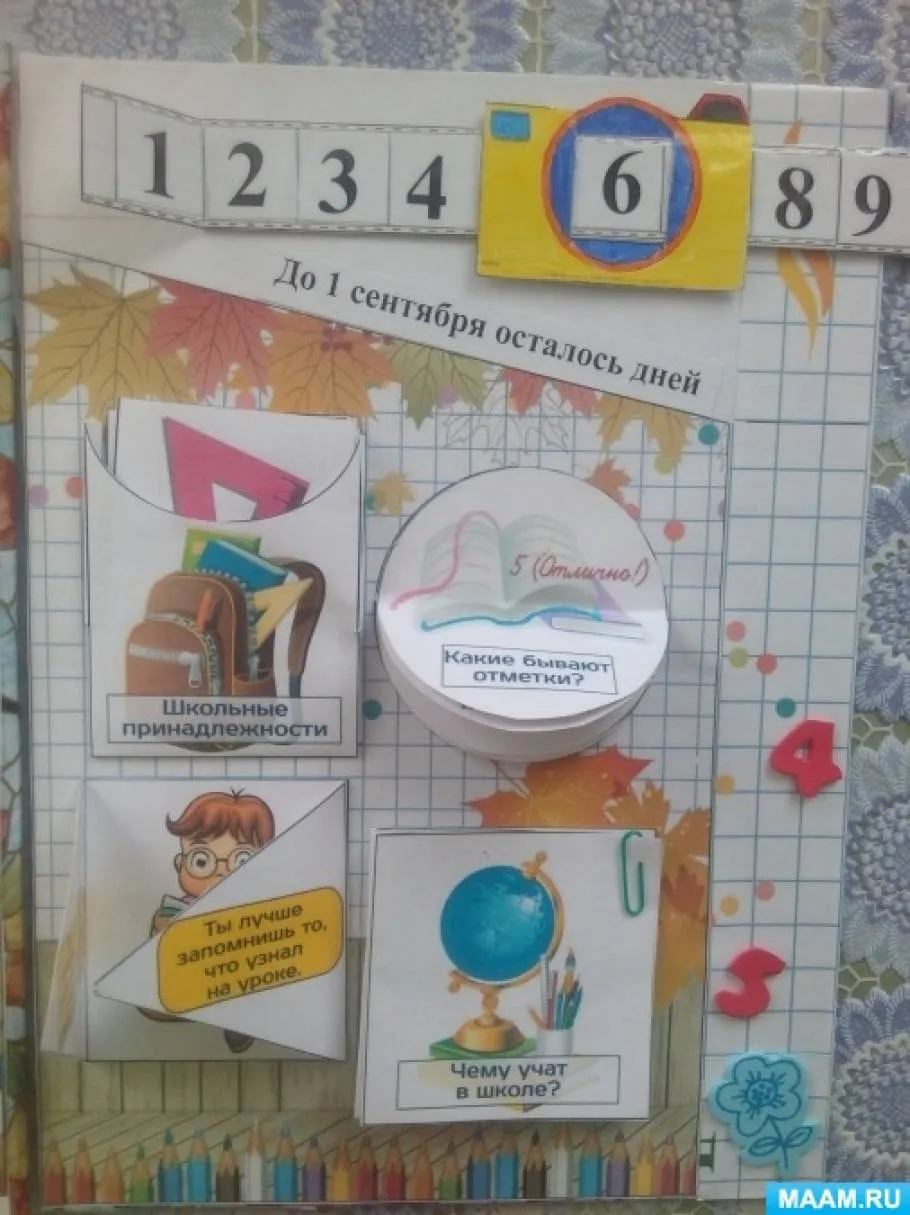 1 2 3 4 6 8 9
До 1 сентября осталось дней
5 (Отлично!)
Какие бывают
отметки?
Школьные
принадлежности
4
Ты лучше
запомнишь то,
что узнал
на уроке.
5
Чему учат
в школе?
MAAM.RU